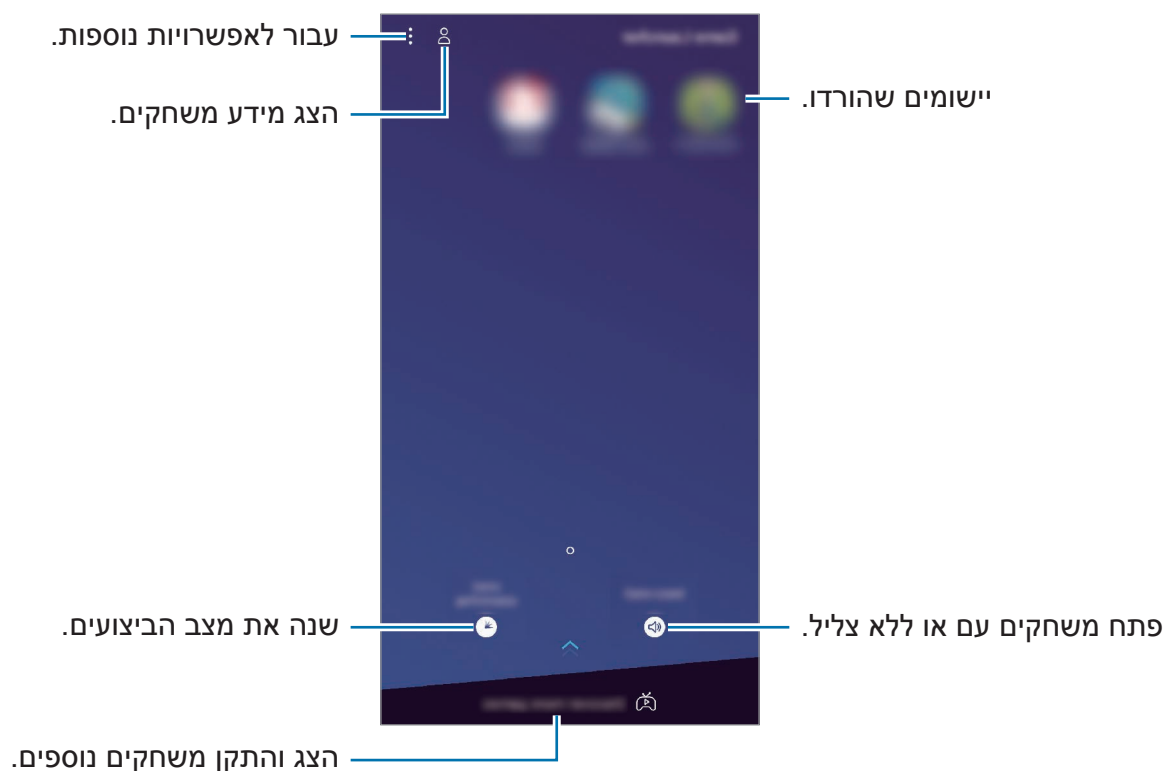 עבור לאפשרויות נוספות.
הצג מידע משחקים.
יישומים שהורדו.
שנה את מצב הביצועים.
פתח משחקים עם או ללא צליל.
הצג והתקן משחקים נוספים.